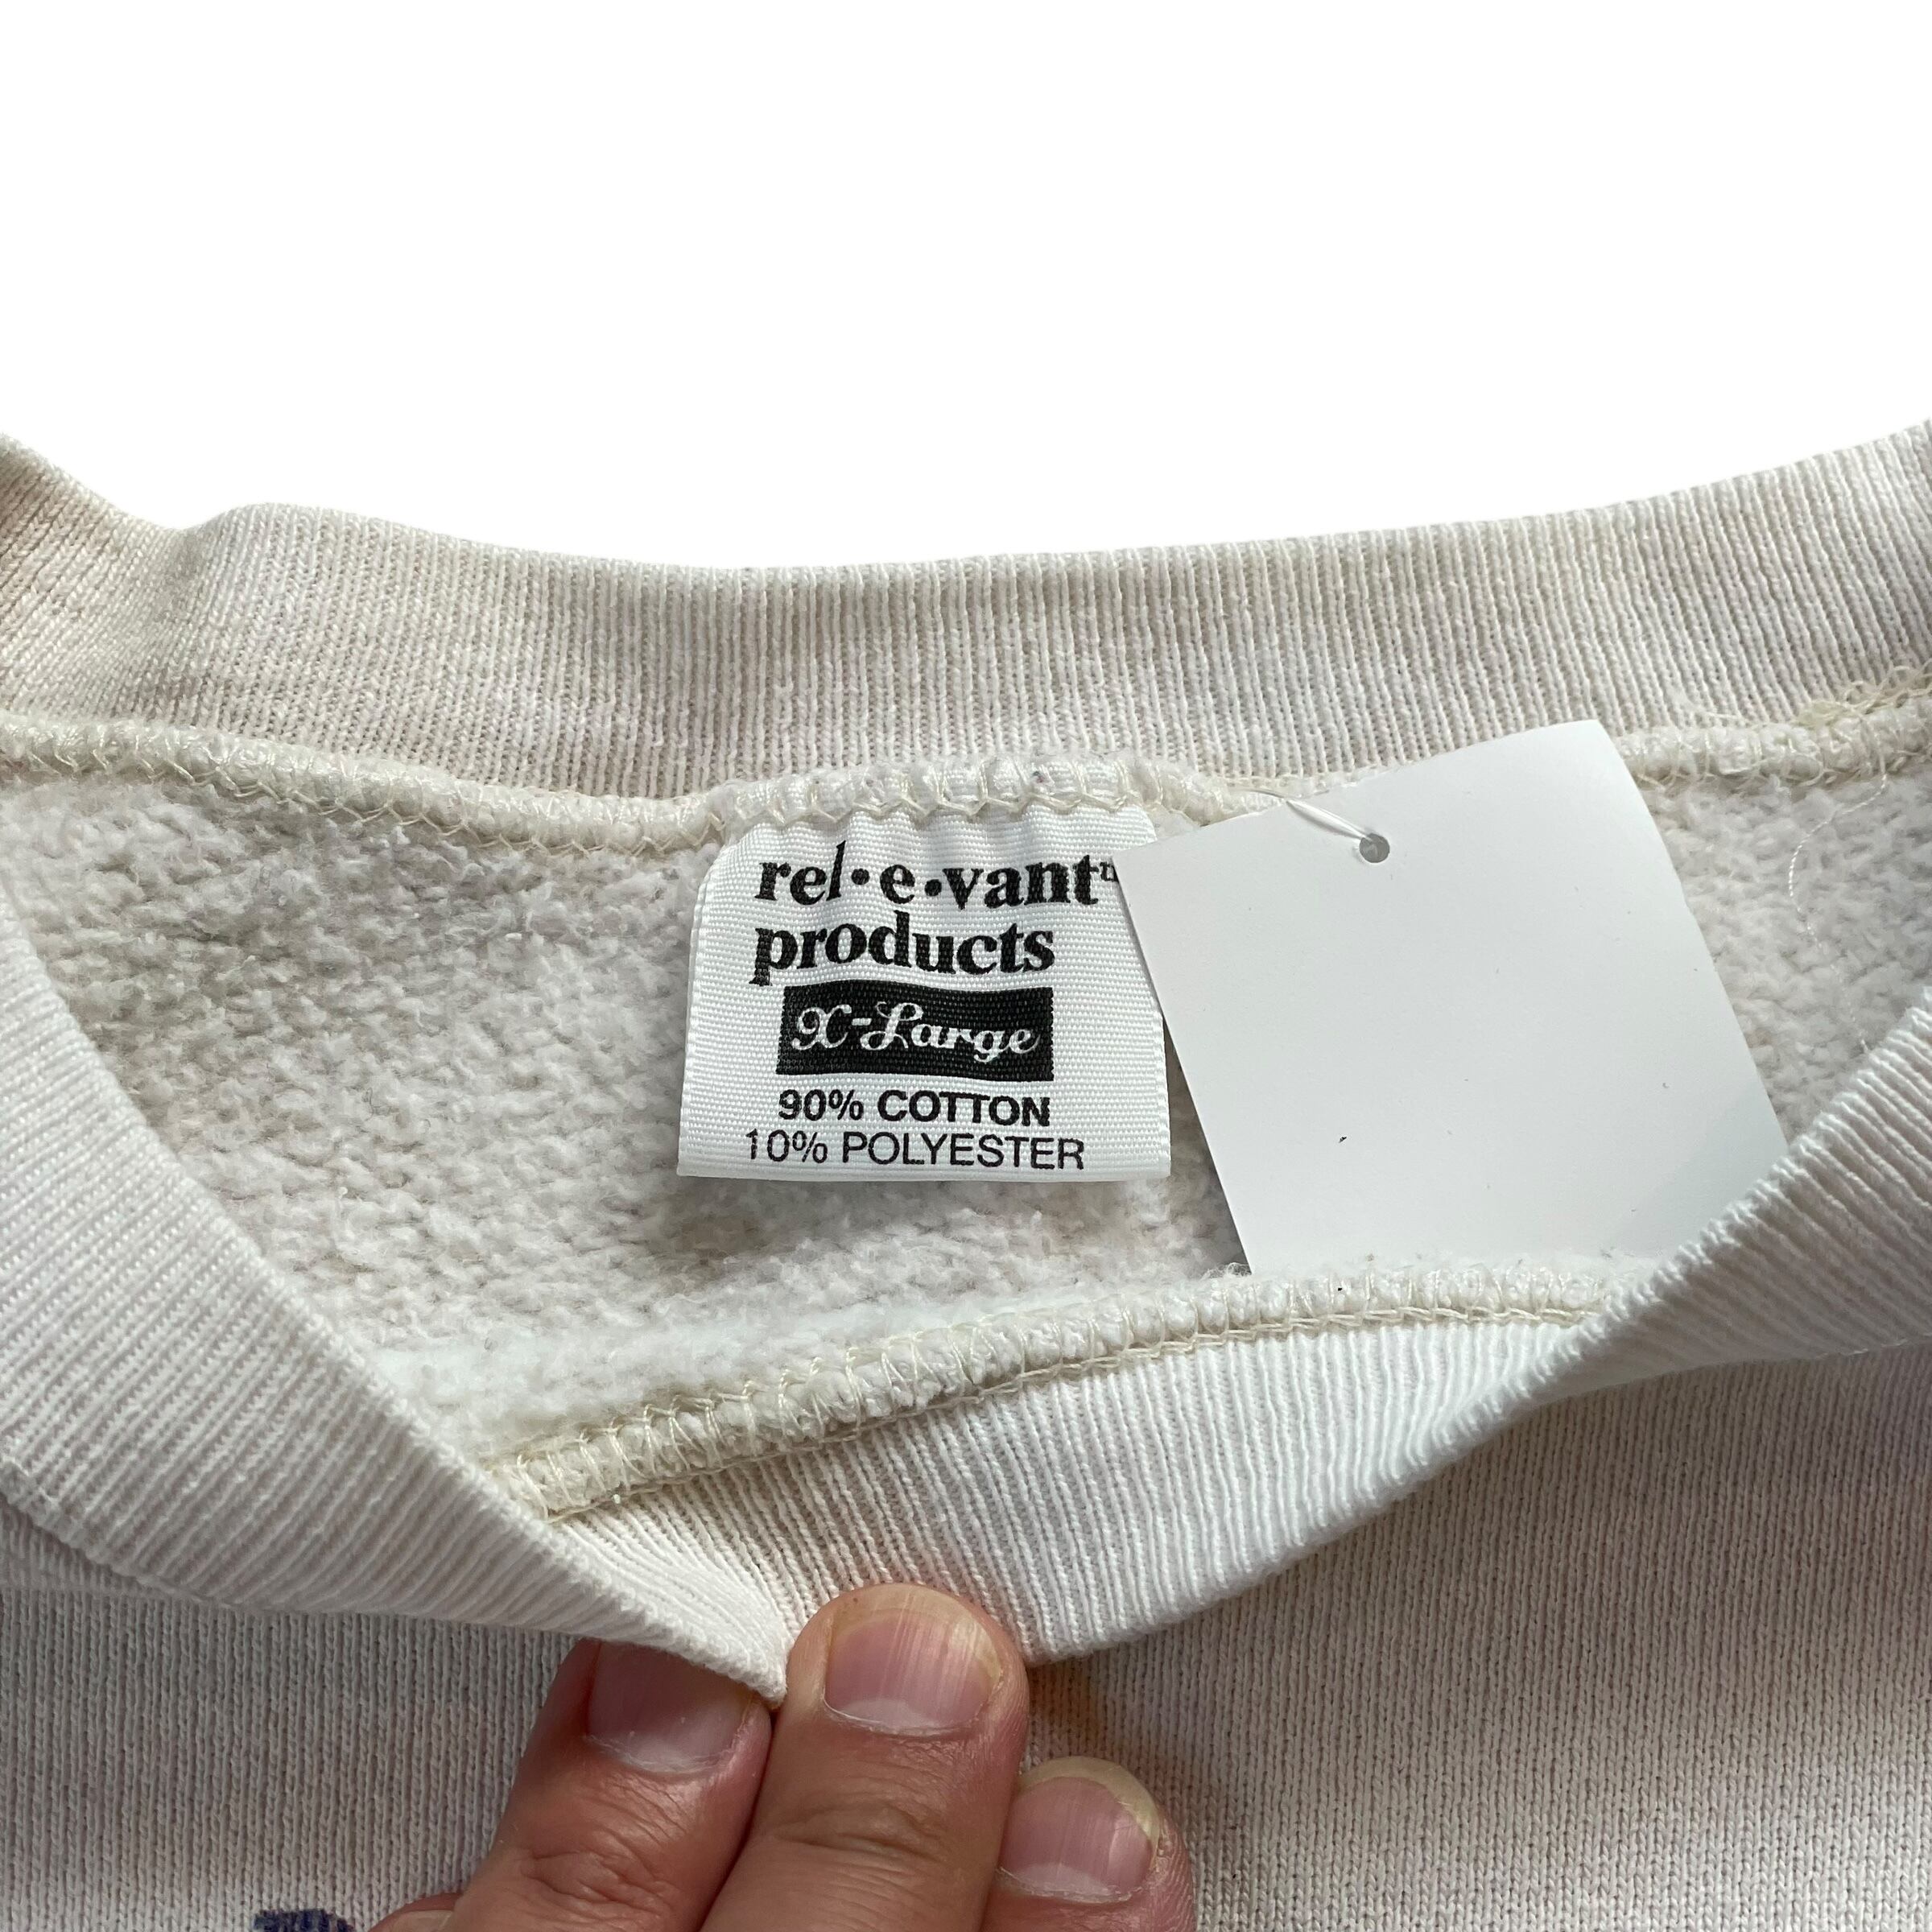 rel•e•vant
products
X-Large
90% COTTON
10% POLYESTER